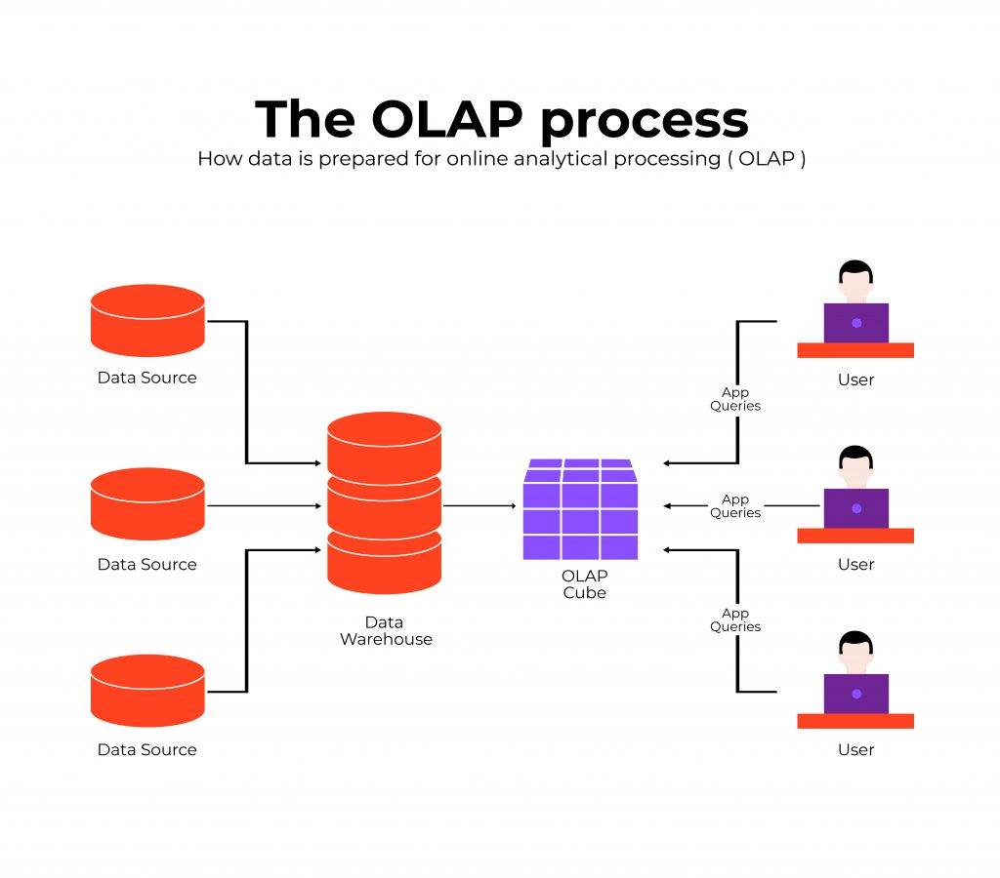 The OLAP process
How data is prepared for online analytical processing ( OLAP )
Data Source
Data Source
Data Source
Data
Warehouse
OLAP
Cube
App
Queries
App
Queries
App
Queries
User
User
User